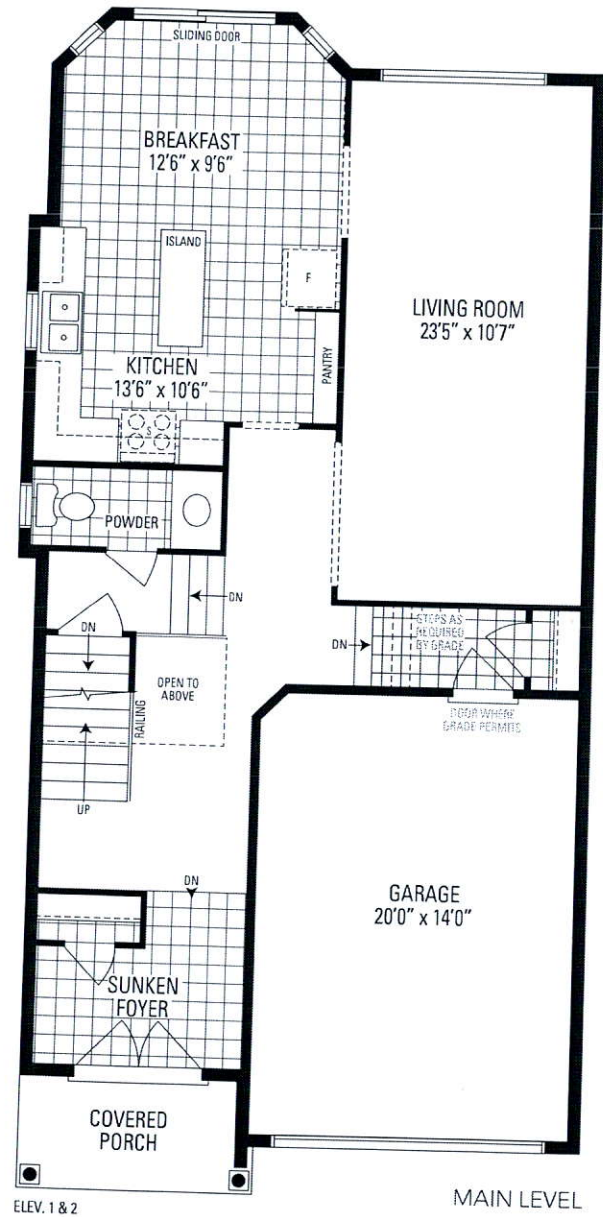 SLIDING DOOR
BREAKFAST
12'6" x 9'6"
ISLAND
F
LIVING ROOM
23'5" x 10'7"
KITCHEN
13'6" x 10'6"
PANTRY
S
POWDER
DN
DN
OPEN TO
ABOVE
RAILING
UP
DN
STEPS AS
REQUIRED
BY GRADE
DOOR WHERE
GRADE PERMITS
DN
GARAGE
20'0" x 14'0"
SUNKEN
FOYER
COVERED
PORCH
ELEV. 1 & 2
MAIN LEVEL